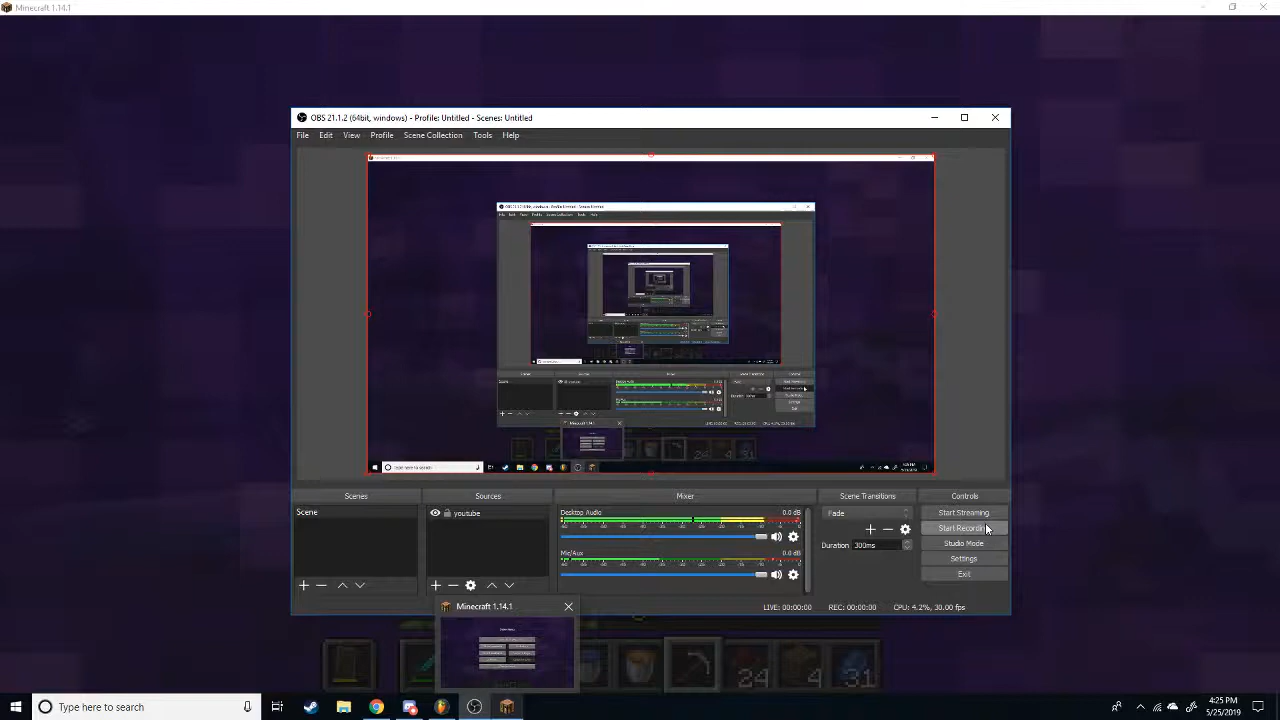 Minecraft 1.14.1
OBS 21.1.2 (64bit, windows) - Profile: Untitled - Scenes: Untitled
File Edit View Profile Scene Collection Tools Help
Scenes Sources Mixer Scene Transitions Controls
Scene
youtube
Desktop Audio 0.0 dB
Mic/Aux 0.0 dB
Fade
Duration 300ms
Start Streaming
Start Recording
Studio Mode
Settings
Exit
LIVE: 00:00:00 REC: 00:00:00 CPU: 4.2%, 30.00 fps
Minecraft 1.14.1
24 4 31
Type here to search
4:25 PM
5/25/2019